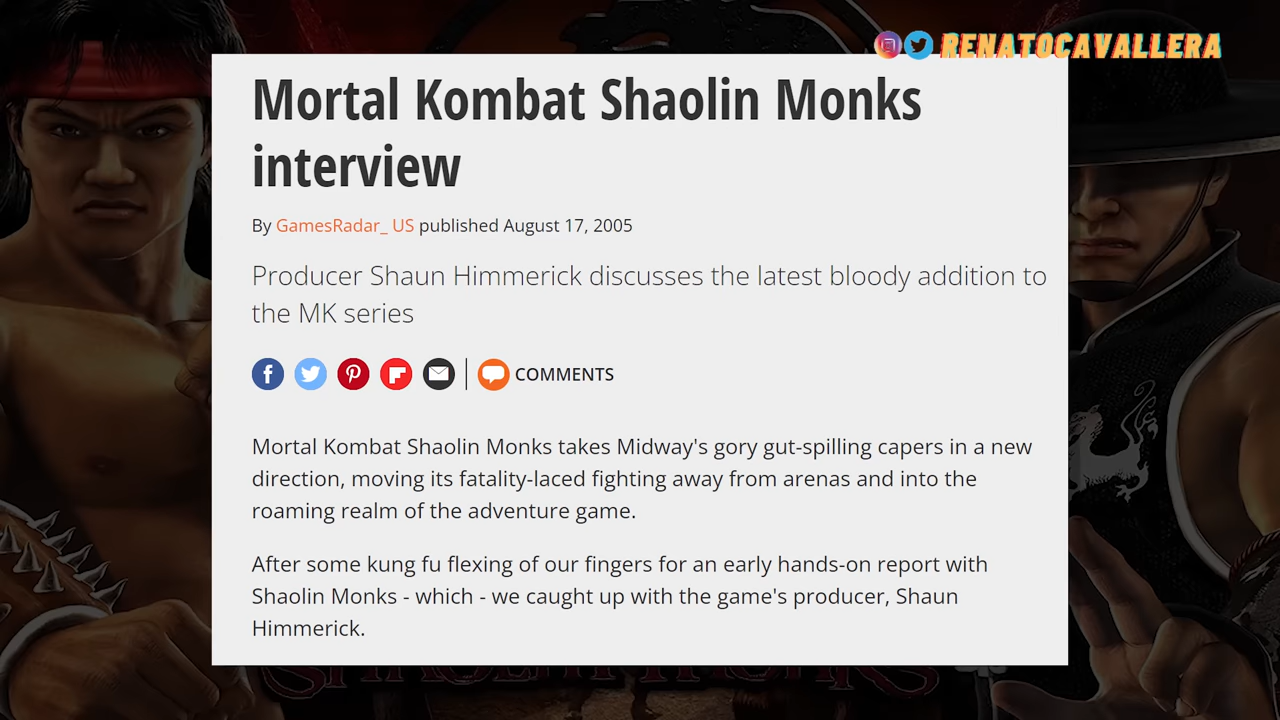 RENATOCAVALLERA
Mortal Kombat Shaolin Monks
interview
By GamesRadar_ US published August 17, 2005
Producer Shaun Himmerick discusses the latest bloody addition to
the MK series
COMMENTS
Mortal Kombat Shaolin Monks takes Midway's gory gut-spilling capers in a new
direction, moving its fatality-laced fighting away from arenas and into the
roaming realm of the adventure game.
After some kung fu flexing of our fingers for an early hands-on report with
Shaolin Monks - which - we caught up with the game's producer, Shaun
Himmerick.
SHAOLIN MONKS